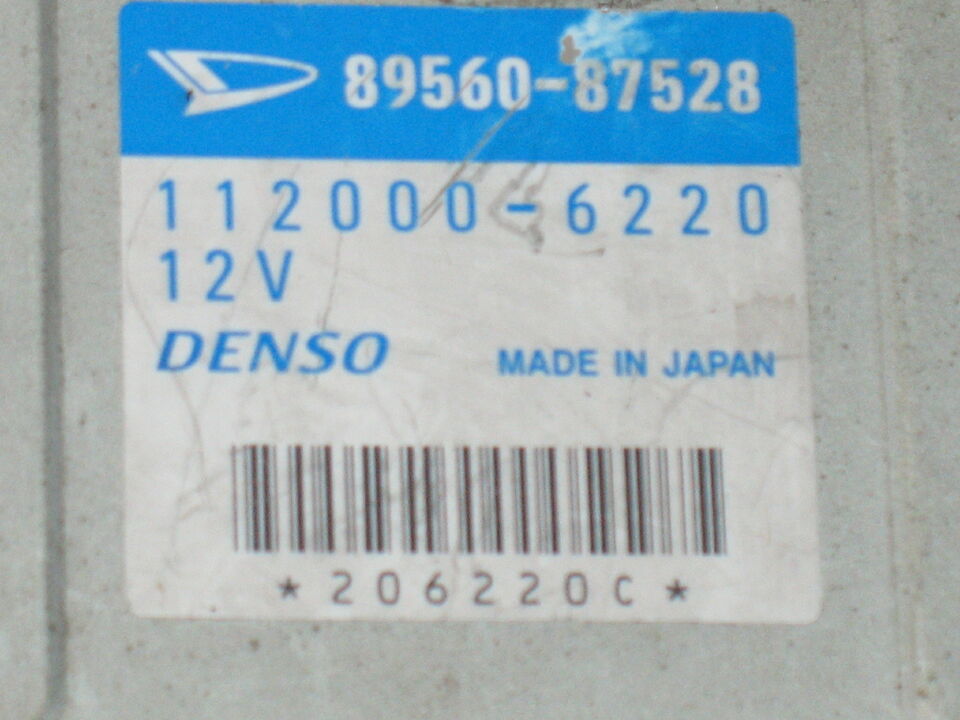 89560-87528
112000-6220
12V
DENSO MADE IN JAPAN
*206220C*